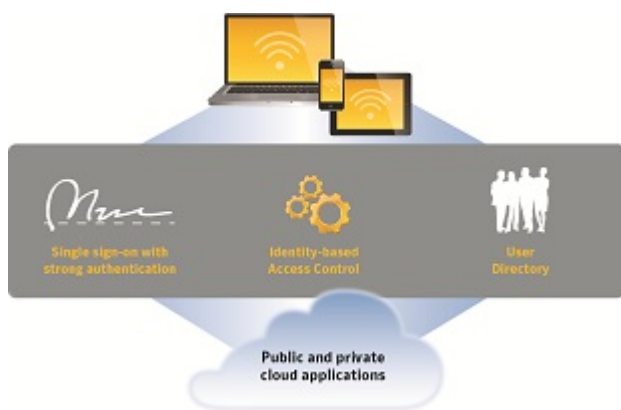 Single sign-on with
strong authentication
Identity-based
Access Control
User
Directory
Public and private
cloud applications